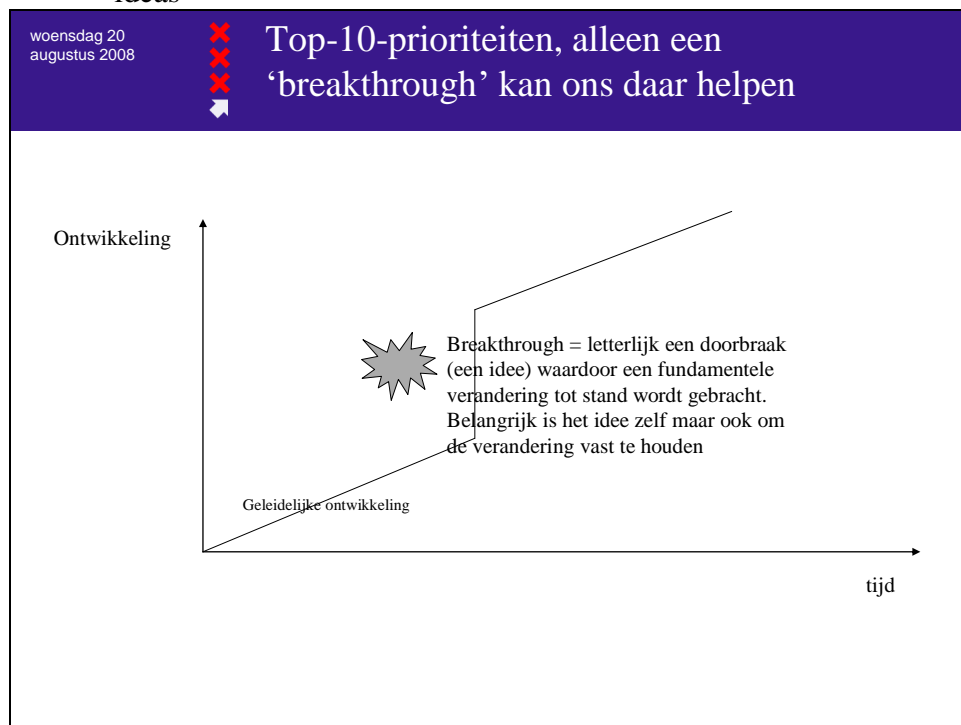 ideas
woensdag 20
augustus 2008
Top-10-prioriteiten, alleen een
‘breakthrough’ kan ons daar helpen
Ontwikkeling
Breakthrough = letterlijk een doorbraak
(een idee) waardoor een fundamentele
verandering tot stand wordt gebracht.
Belangrijk is het idee zelf maar ook om
de verandering vast te houden
Geleidelijke ontwikkeling
tijd